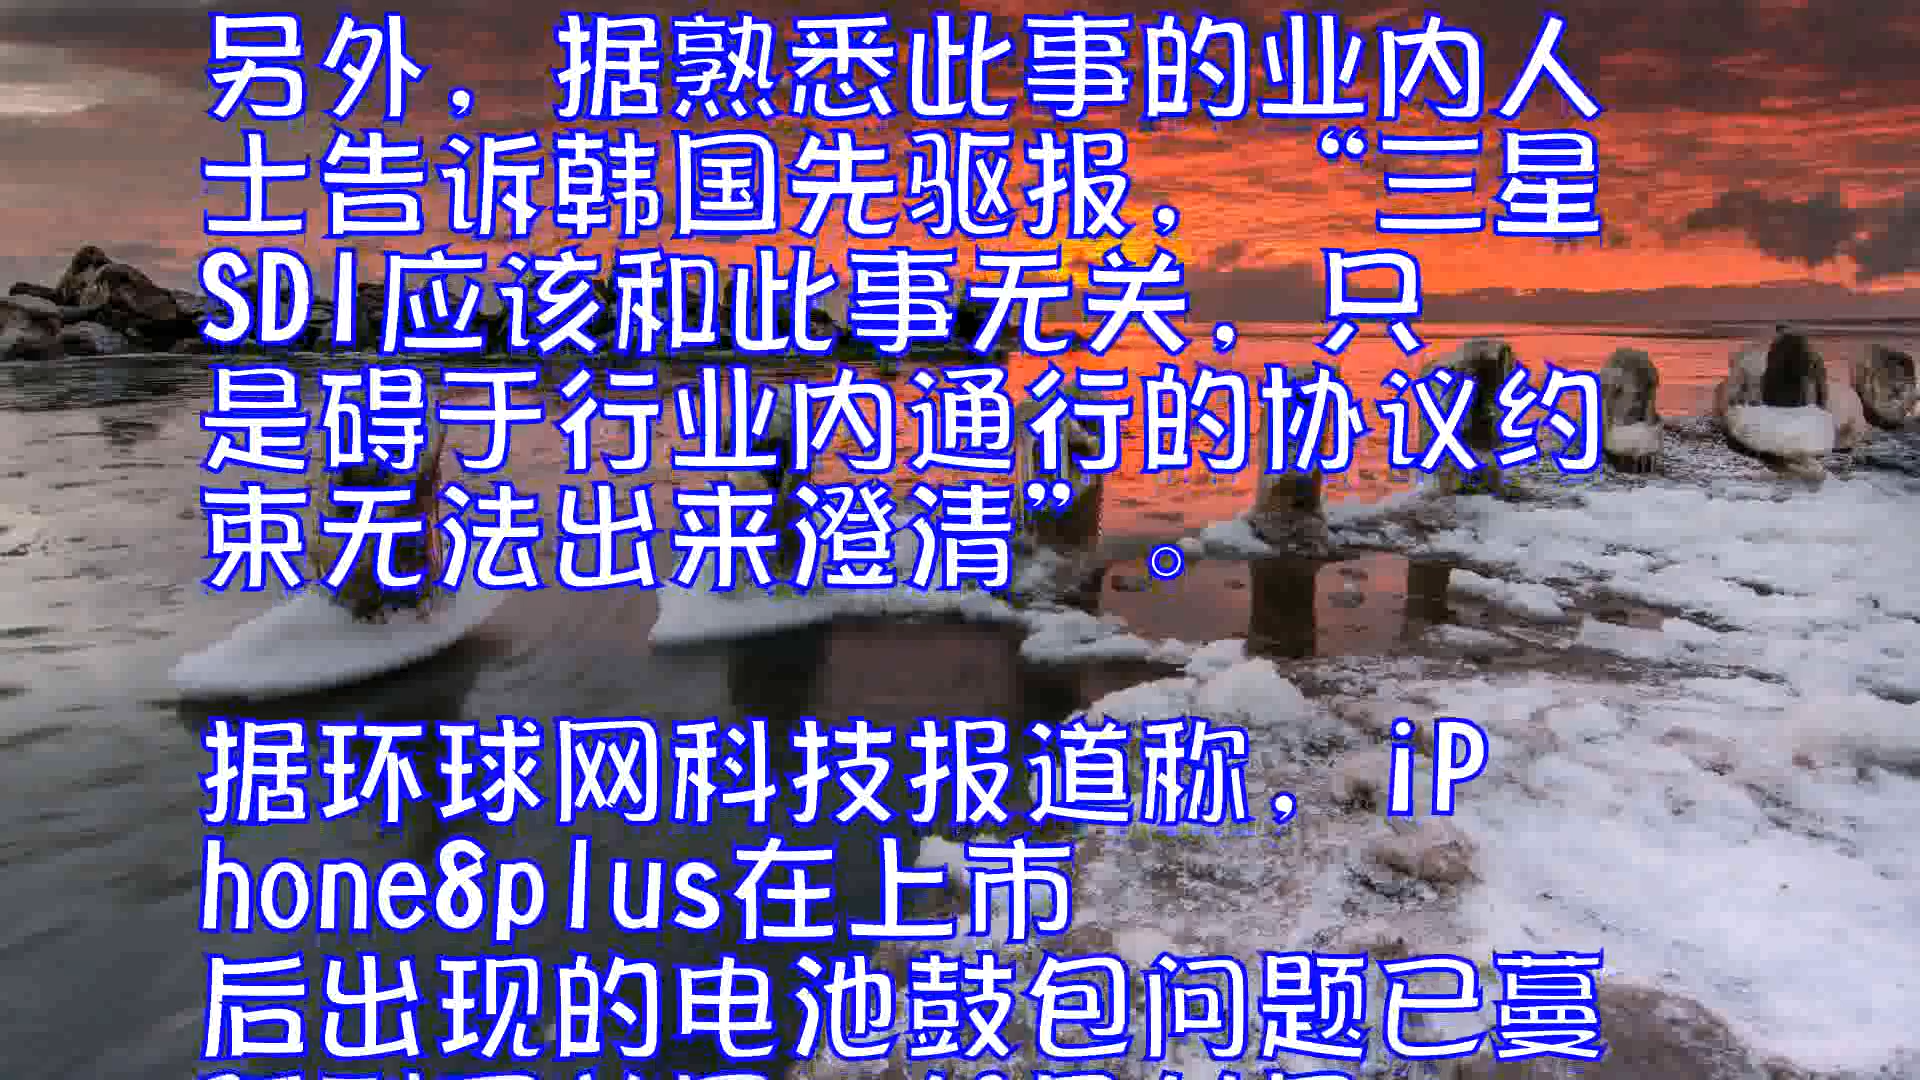 另外，据熟悉此事的业内人
士告诉韩国先驱报，“三星
SDI应该和此事无关，只
是碍于行业内通行的协议约
束无法出来澄清”。
据环球网科技报道称，iP
hone8plus在上市
后出现的电池鼓包问题已蔓